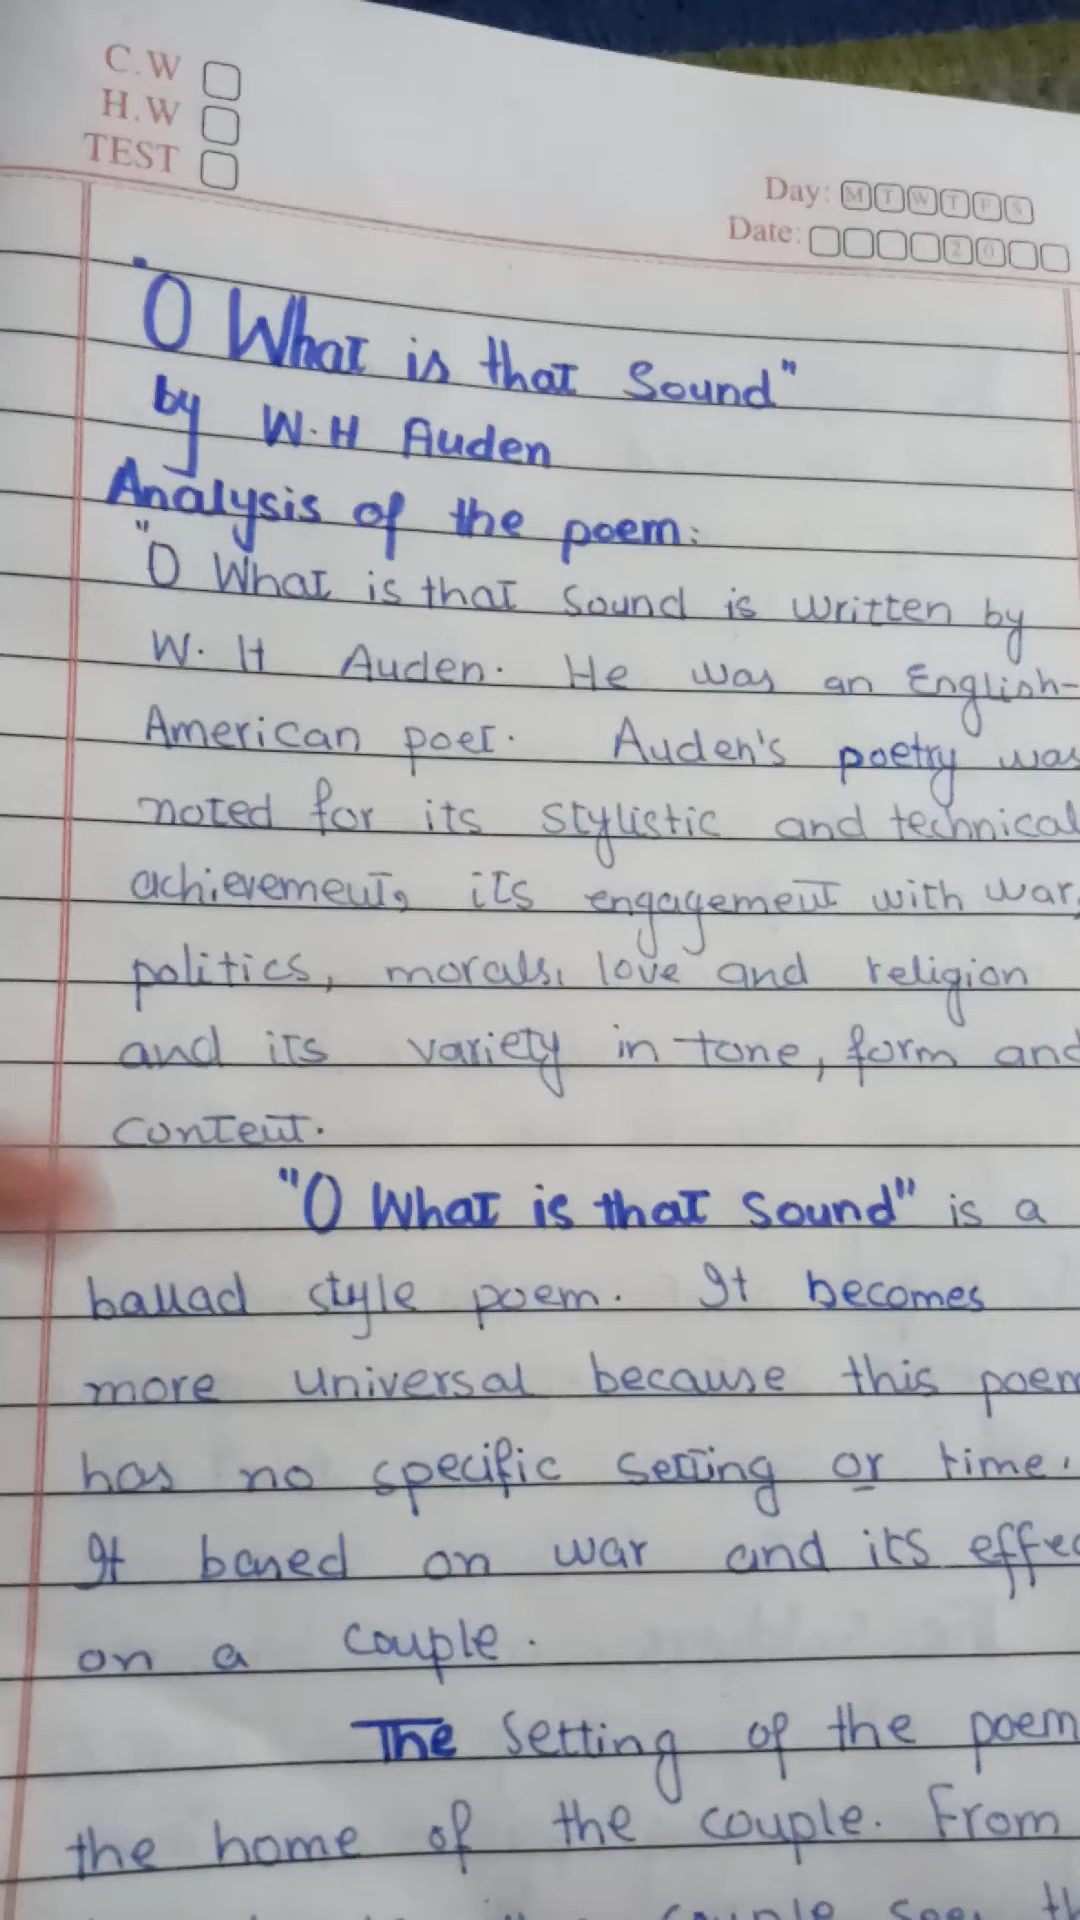 C.W
H.W
TEST
Day: M T W T F S
Date: 2 0
"O What is that Sound"
by W.H Auden
Analysis of the poem:
"O What is that Sound is written by
W. H Auden. He was an English-
American poet. Auden's poetry was
noted for its stylistic and technical
achievement, its engagement with war,
politics, morals, love and religion
and its variety in tone, form and
content.
"O What is that Sound" is a
ballad style poem. It becomes
more universal because this poem
has no specific setting or time.
It based on war and its effec
on a couple.
The Setting of the poem
the home of the couple. From
couple